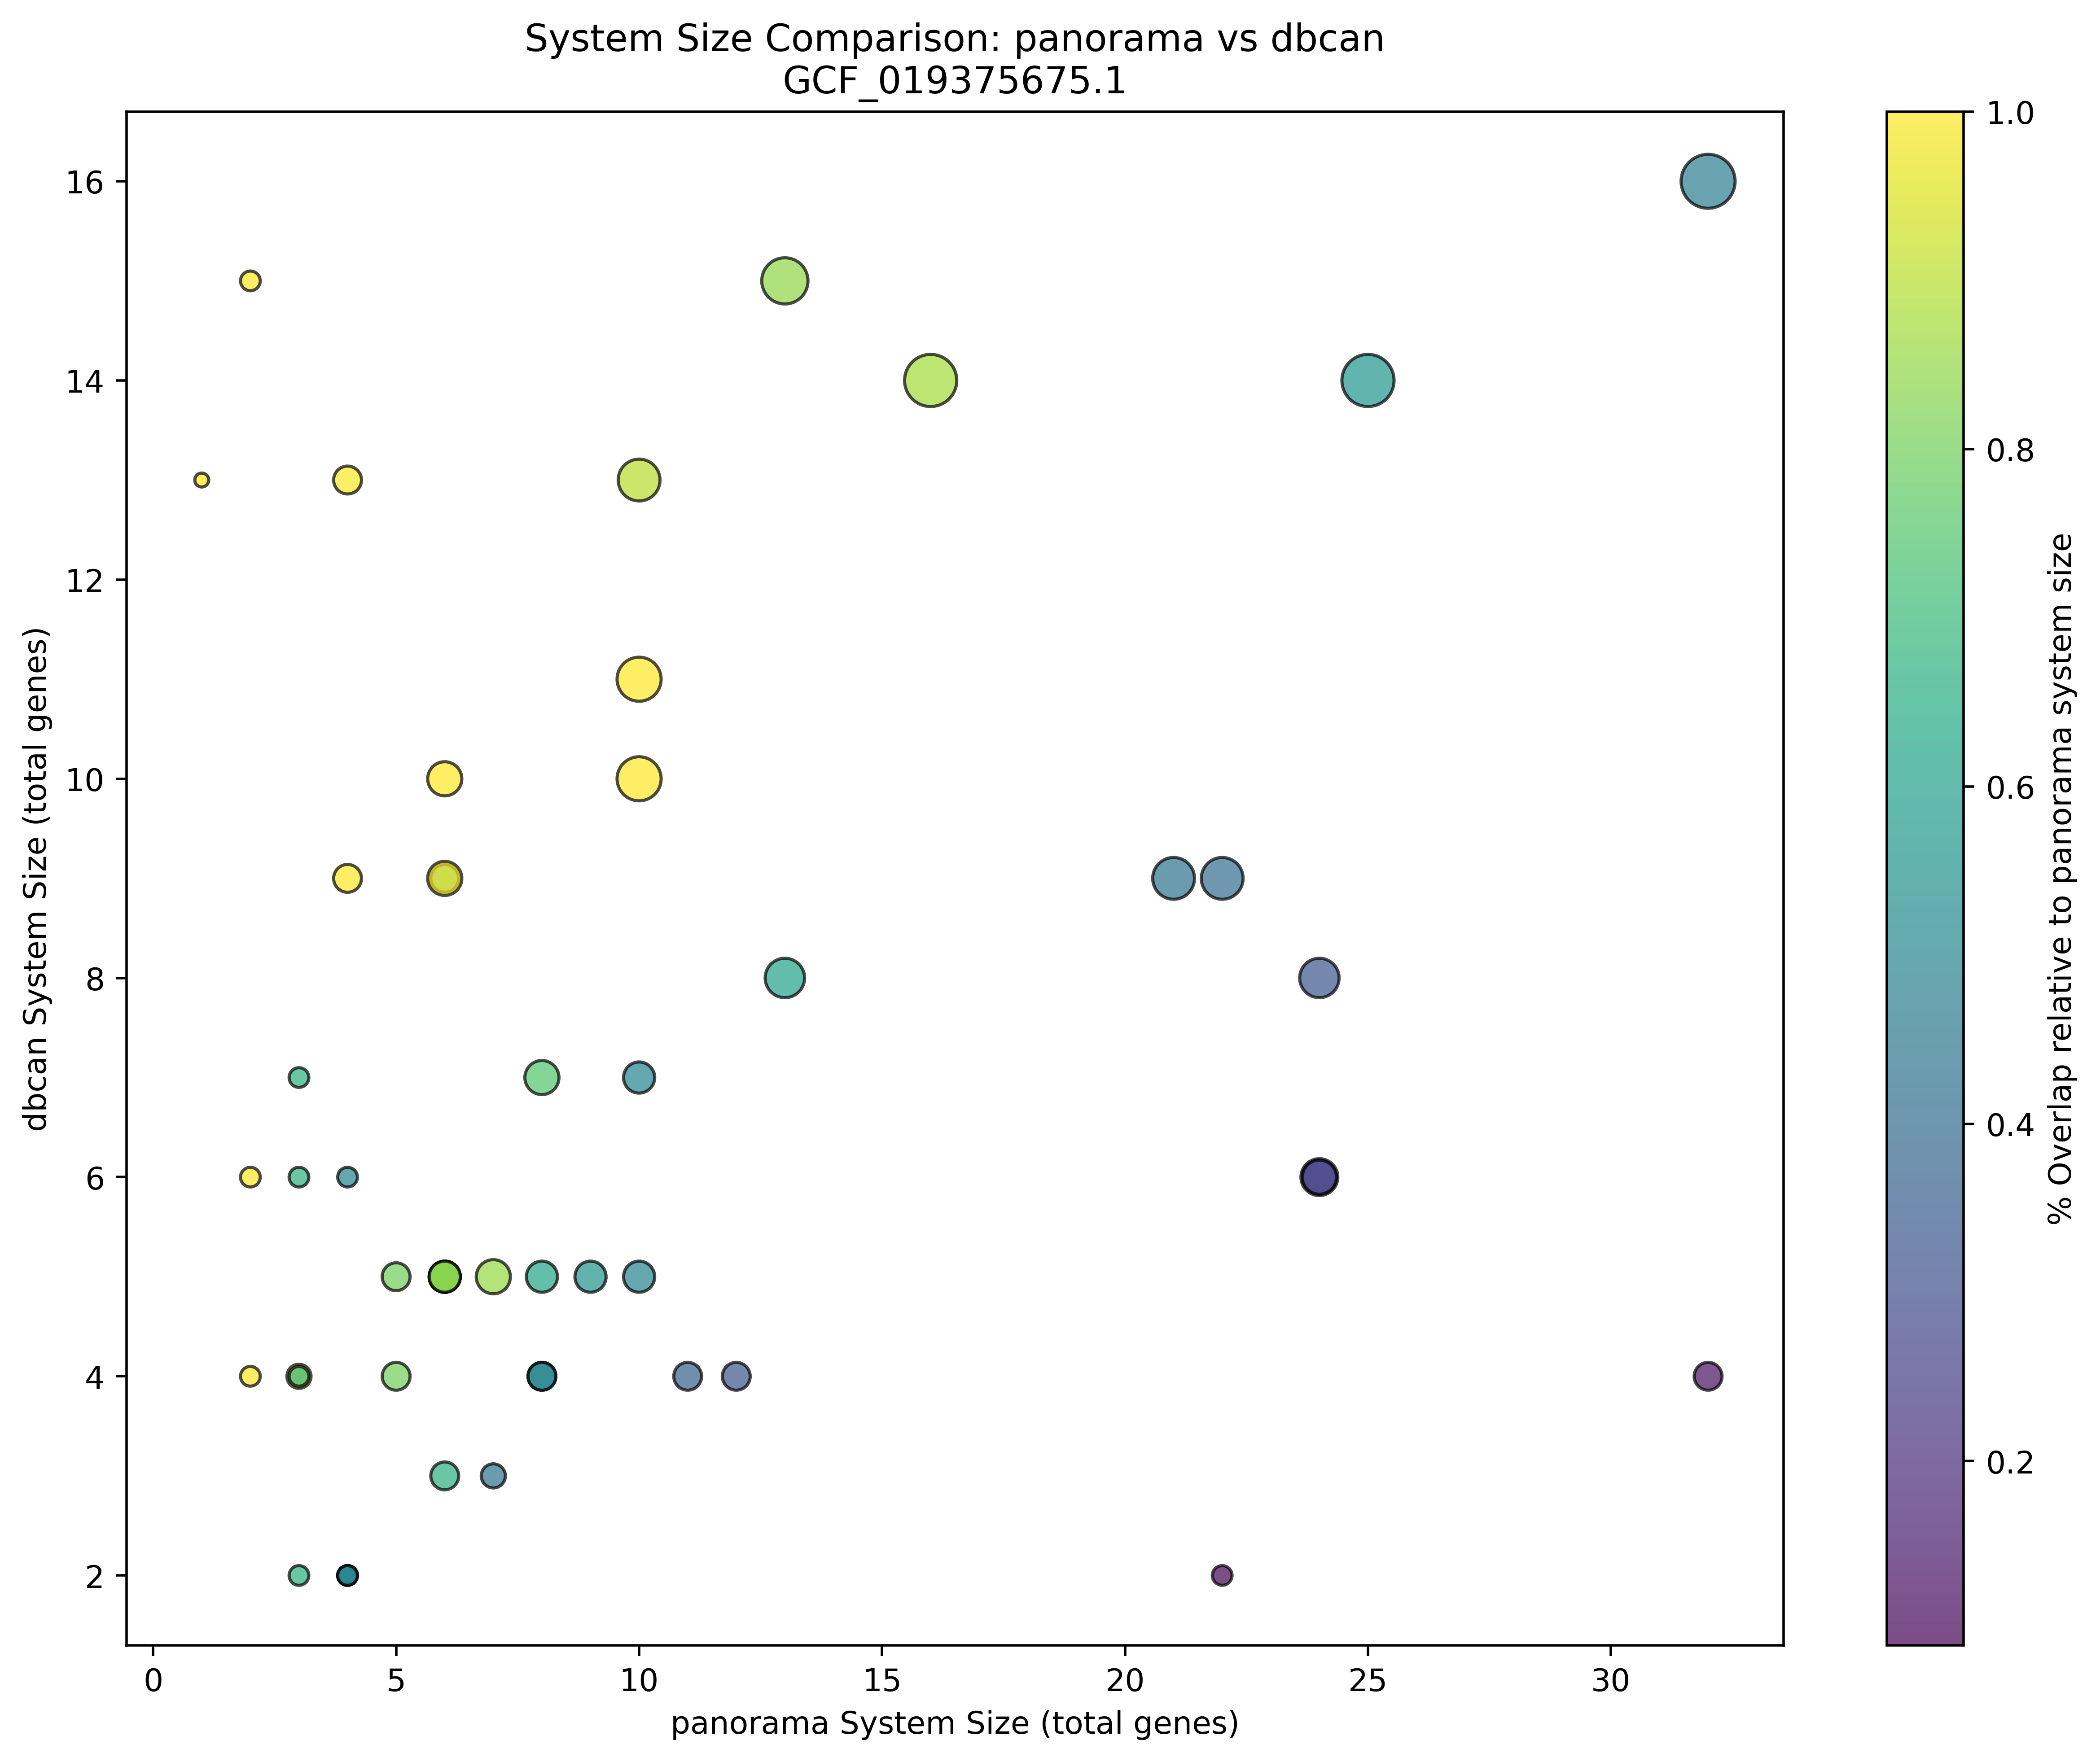 System Size Comparison: panorama vs dbcan
GCF_019375675.1
16
14
12
10
8
6
4
2
dbcan System Size (total genes)
0 5 10 15 20 25 30
panorama System Size (total genes)
1.0
0.8
0.6
0.4
0.2
% Overlap relative to panorama system size